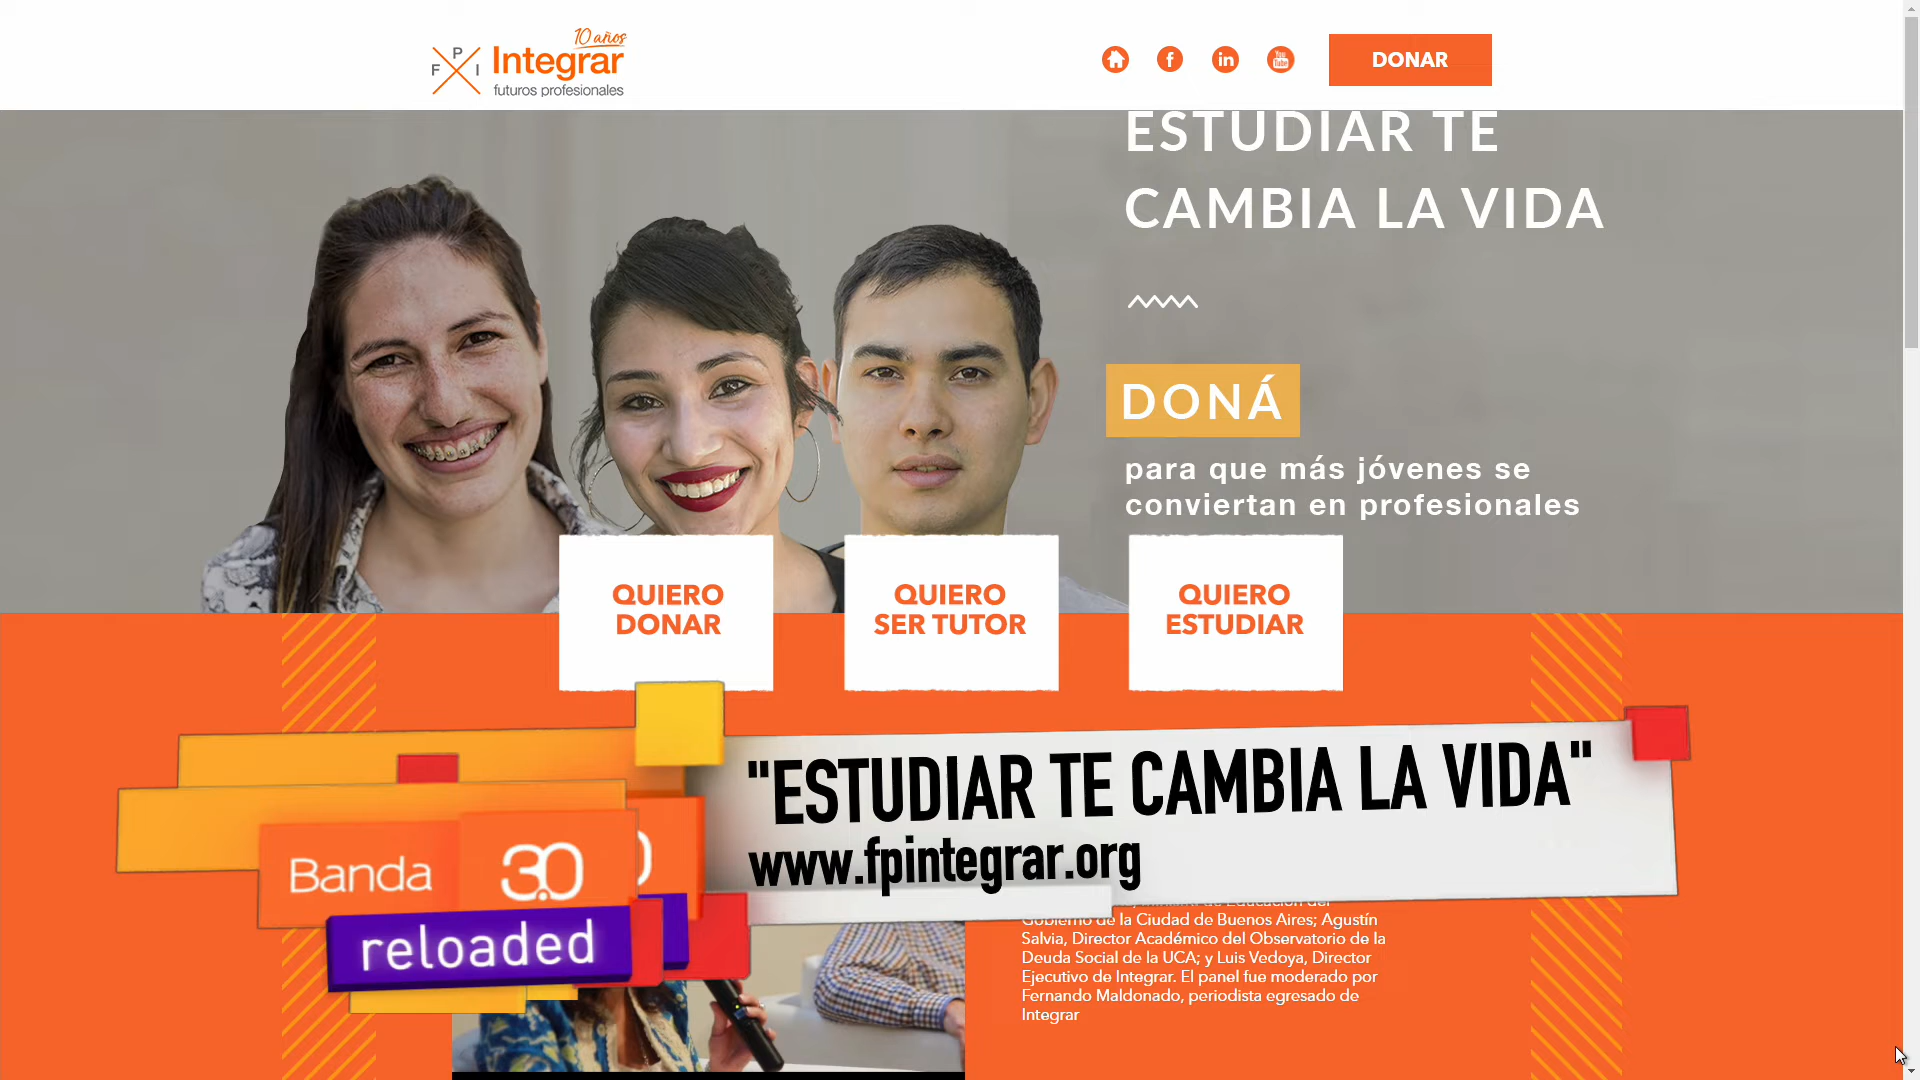 10 años
F P I
Integrar
futuros profesionales
You Tube
DONAR
ESTUDIAR TE
CAMBIA LA VIDA
DONÁ
para que más jóvenes se
conviertan en profesionales
QUIERO
DONAR
QUIERO
SER TUTOR
QUIERO
ESTUDIAR
"ESTUDIAR TE CAMBIA LA VIDA"
www.fpintegrar.org
Banda 3.0
reloaded
Gobierno de la Ciudad de Buenos Aires; Agustín
Salvia, Director Académico del Observatorio de la
Deuda Social de la UCA; y Luis Vedoya, Director
Ejecutivo de Integrar. El panel fue moderado por
Fernando Maldonado, periodista egresado de
Integrar